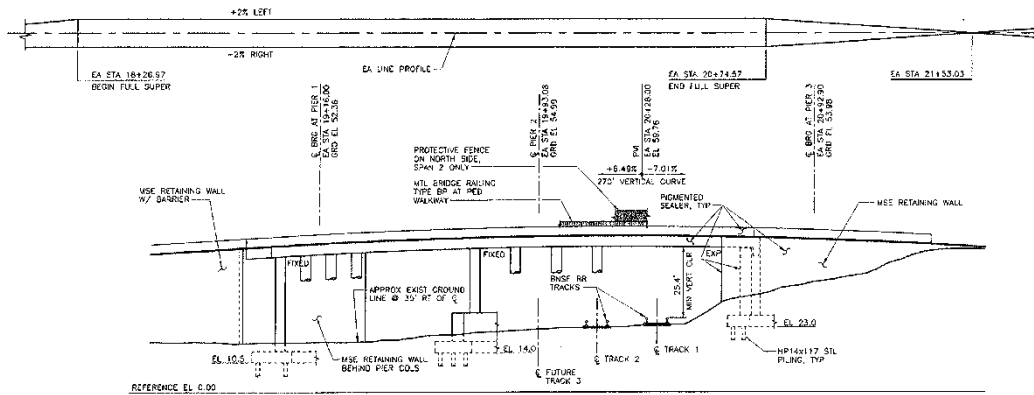 +2% LEFT
-2% RIGHT
EA LINE PROFILE
EA STA 18+26.97
BEGIN FULL SUPER
EA STA 20+74.57
END FULL SUPER
EA STA 21+53.03
℄ BRG AT PIER 1
EA STA 19+16.00
GRD EL 52.36
℄ PIER 2
EA STA 19+93.08
GRD EL 54.99
PVI
EA STA 20+28.00
EL 59.76
℄ BRG AT PIER 3
EA STA 20+92.90
GRD EL 53.98
PROTECTIVE FENCE
ON NORTH SIDE,
SPAN 2 ONLY
+6.49% -7.01%
270' VERTICAL CURVE
MTL BRIDGE RAILING
TYPE BP AT PED
WALKWAY
MSE RETAINING WALL
W/ BARRIER
PIGMENTED
SEALER, TYP
MSE RETAINING WALL
FIXED
FIXED
EXP
APPROX EXIST GROUND
LINE @ 35' RT OF ℄
BNSF RR
TRACKS
25.4'
MIN VERT CLR
EL 10.5
MSE RETAINING WALL
BEHIND PIER COLS
EL 14.0
℄ FUTURE
TRACK 3
℄ TRACK 2
℄ TRACK 1
EL 23.0
HP14x117 STL
PILING, TYP
REFERENCE EL 0.00